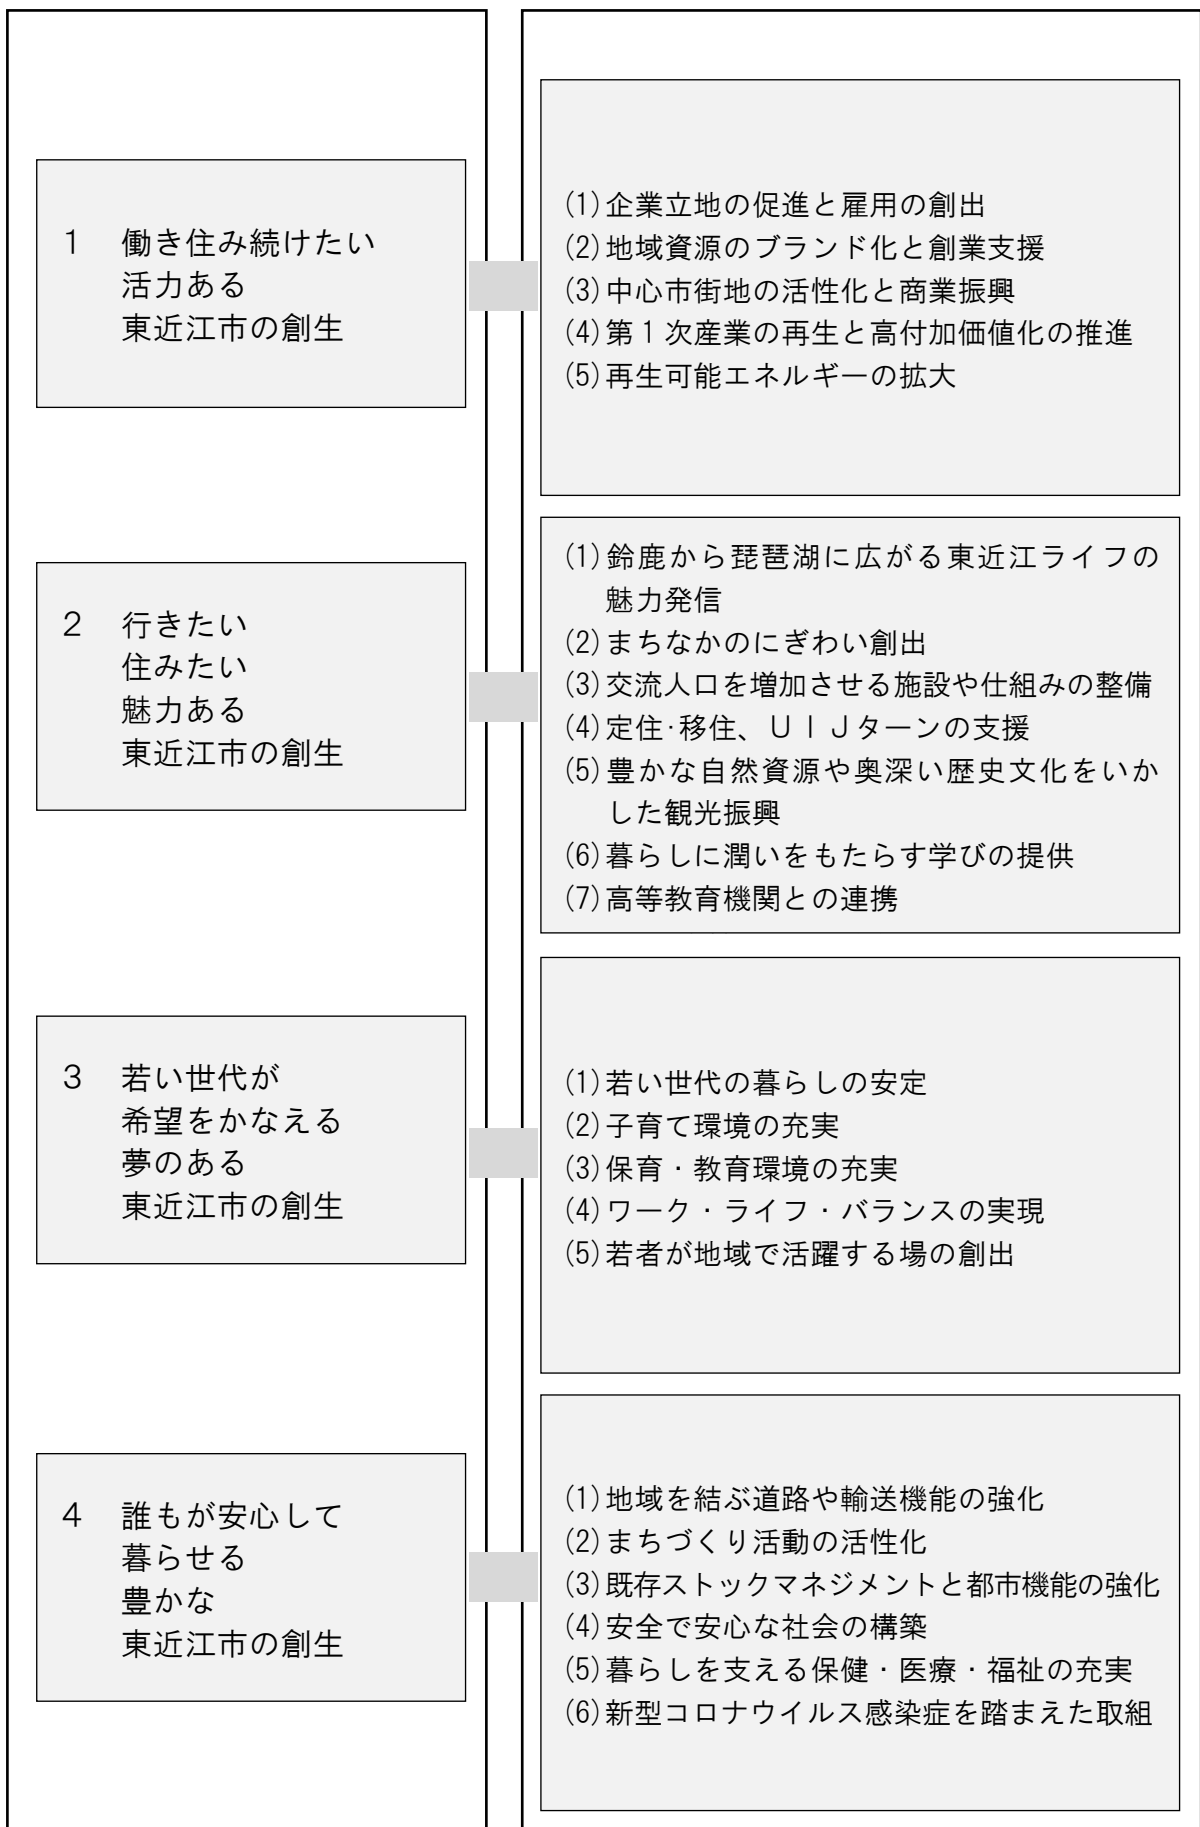 1 働き住み続けたい
活力ある
東近江市の創生
(1)企業立地の促進と雇用の創出
(2)地域資源のブランド化と創業支援
(3)中心市街地の活性化と商業振興
(4)第１次産業の再生と高付加価値化の推進
(5)再生可能エネルギーの拡大
2 行きたい
住みたい
魅力ある
東近江市の創生
(1)鈴鹿から琵琶湖に広がる東近江ライフの
魅力発信
(2)まちなかのにぎわい創出
(3)交流人口を増加させる施設や仕組みの整備
(4)定住･移住、ＵＩＪターンの支援
(5)豊かな自然資源や奥深い歴史文化をいか
した観光振興
(6)暮らしに潤いをもたらす学びの提供
(7)高等教育機関との連携
3 若い世代が
希望をかなえる
夢のある
東近江市の創生
(1)若い世代の暮らしの安定
(2)子育て環境の充実
(3)保育・教育環境の充実
(4)ワーク・ライフ・バランスの実現
(5)若者が地域で活躍する場の創出
4 誰もが安心して
暮らせる
豊かな
東近江市の創生
(1)地域を結ぶ道路や輸送機能の強化
(2)まちづくり活動の活性化
(3)既存ストックマネジメントと都市機能の強化
(4)安全で安心な社会の構築
(5)暮らしを支える保健・医療・福祉の充実
(6)新型コロナウイルス感染症を踏まえた取組